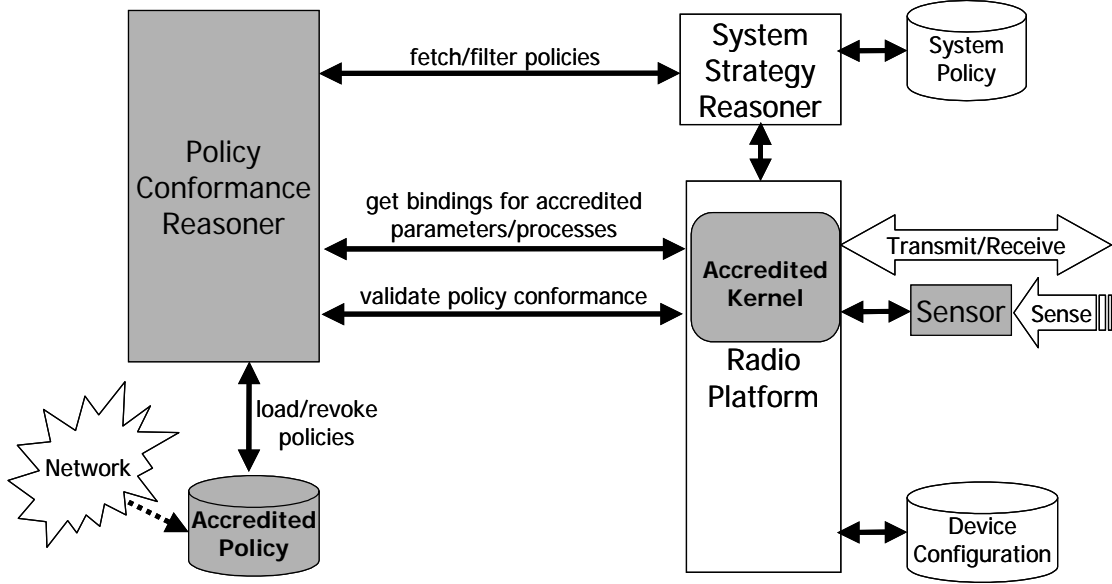 System
Strategy
Reasoner
System
Policy
fetch/filter policies
Policy
Conformance
Reasoner
get bindings for accredited
parameters/processes
Transmit/Receive
Accredited
Kernel
validate policy conformance
Sensor
Sense
Radio
Platform
load/revoke
policies
Network
Accredited
Policy
Device
Configuration